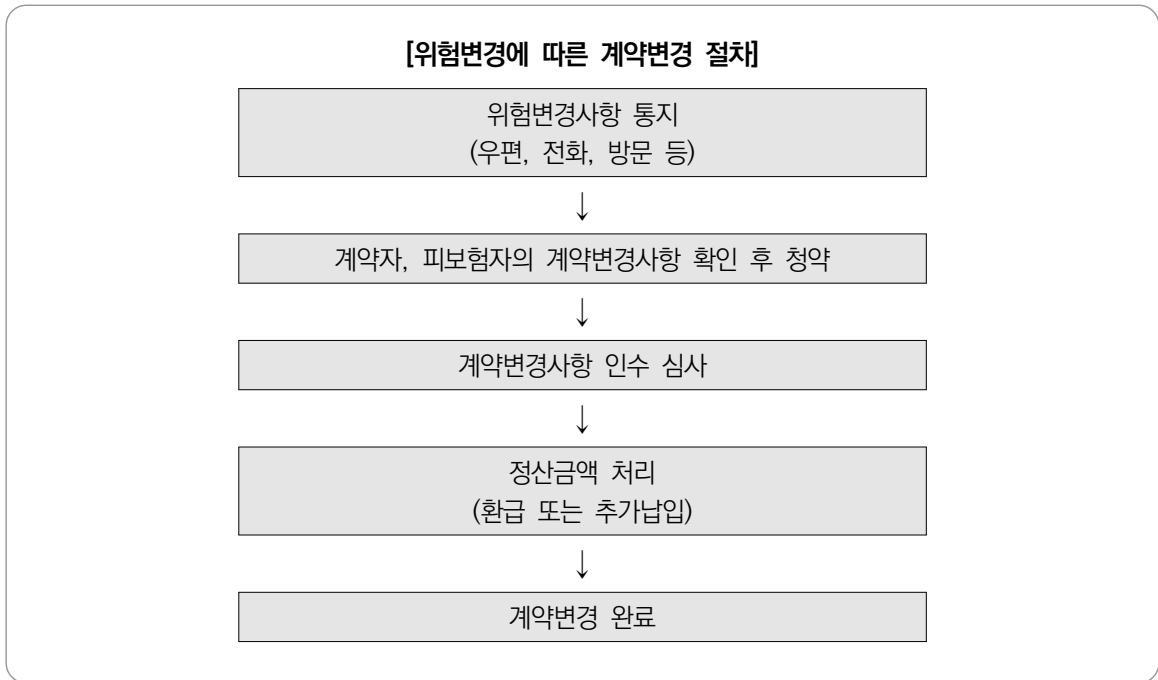 [위험변경에 따른 계약변경 절차]
위험변경사항 통지
(우편, 전화, 방문 등)
↓
계약자, 피보험자의 계약변경사항 확인 후 청약
↓
계약변경사항 인수 심사
↓
정산금액 처리
(환급 또는 추가납입)
↓
계약변경 완료